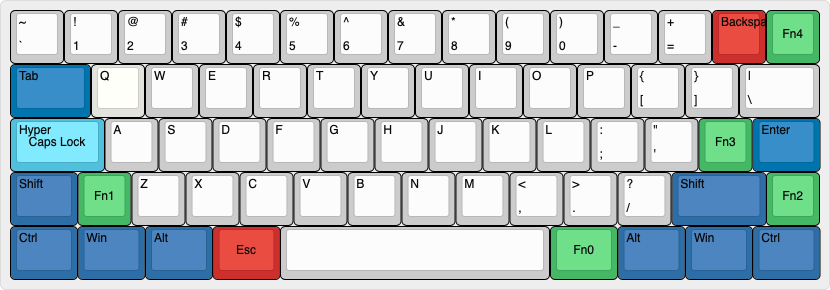 ~ ! @ # $ % ^ & * ( ) _ + Backspa Fn4
` 1 2 3 4 5 6 7 8 9 0 - =
Tab Q W E R T Y U I O P { } |
[ ] \
Hyper A S D F G H J K L : " Fn3 Enter
Caps Lock ; '
Shift Fn1 Z X C V B N M < > ? Shift Fn2
, . /
Ctrl Win Alt Esc Fn0 Alt Win Ctrl